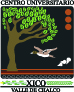 CENTRO UNIVERSITARIO
XICO
VALLE DE CHALCO